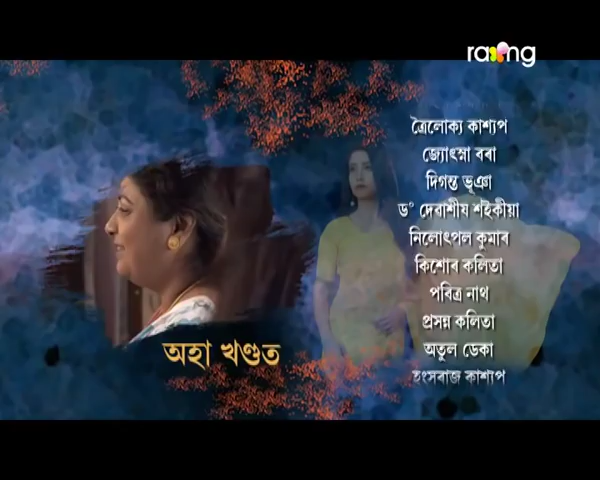 rang
ত্ৰৈলোক্য কাশ্যপ
জ্যোৎস্না বৰা
দিগন্ত ভূঞা
ড° দেৱাশীষ শইকীয়া
নিলোৎপল কুমাৰ
কিশোৰ কলিতা
পবিত্ৰ নাথ
প্ৰসন্ন কলিতা
অতুল ডেকা
হংসৰাজ কাশ্যপ
অহা খণ্ডত